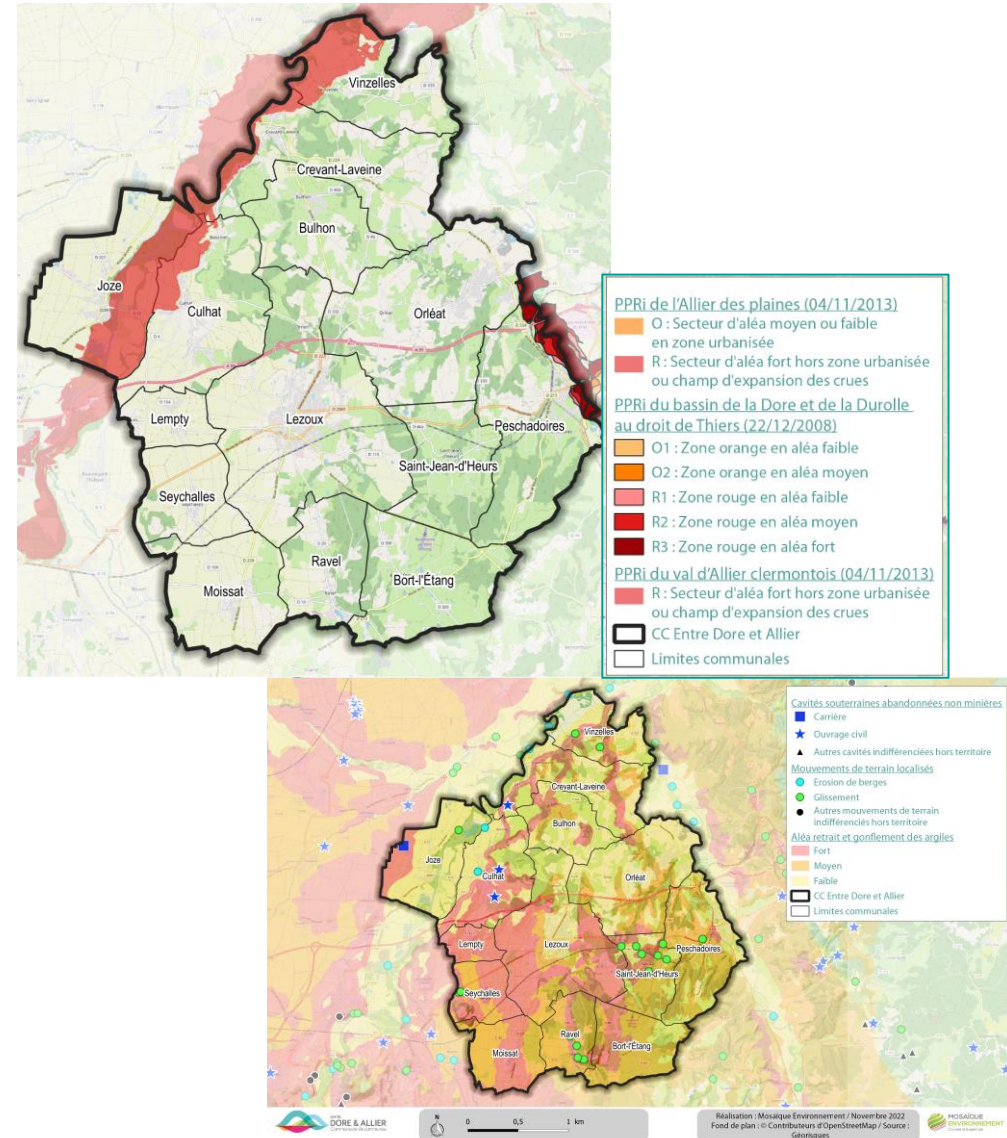 Vinzelles
Crevant-Laveine
Bulhon
Joze
Culhat
Orléat
Lempty
Lezoux
Peschadoires
Saint-Jean-d'Heurs
Seychalles
Ravel
Moissat
Bort-l'Étang
PPRi de l'Allier des plaines (04/11/2013)
O : Secteur d'aléa moyen ou faible
en zone urbanisée
R : Secteur d'aléa fort hors zone urbanisée
ou champ d'expansion des crues
PPRi du bassin de la Dore et de la Durolle
au droit de Thiers (22/12/2008)
O1 : Zone orange en aléa faible
O2 : Zone orange en aléa moyen
R1 : Zone rouge en aléa faible
R2 : Zone rouge en aléa moyen
R3 : Zone rouge en aléa fort
PPRi du val d'Allier clermontois (04/11/2013)
R : Secteur d'aléa fort hors zone urbanisée
ou champ d'expansion des crues
CC Entre Dore et Allier
Limites communales
Cavités souterraines abandonnées non minières
Carrière
Ouvrage civil
Autres cavités indifférenciées hors territoire
Mouvements de terrain localisés
Erosion de berges
Glissement
Autres mouvements de terrain
indifférenciés hors territoire
Aléa retrait et gonflement des argiles
Fort
Moyen
Faible
CC Entre Dore et Allier
Limites communales
Vinzelles
Crevant-Laveine
Bulhon
Joze
Culhat
Orléat
Lempty
Lezoux
Peschadoires
Saint-Jean-d'Heurs
Seychalles
Ravel
Moissat
Bort-l'Étang
DORE & ALLIER
N
0 0,5 1 km
Réalisation : Mosaïque Environnement / Novembre 2022
Fond de plan : © Contributeurs d'OpenStreetMap / Source :
Géorisques
MOSAÏQUE
ENVIRONNEMENT